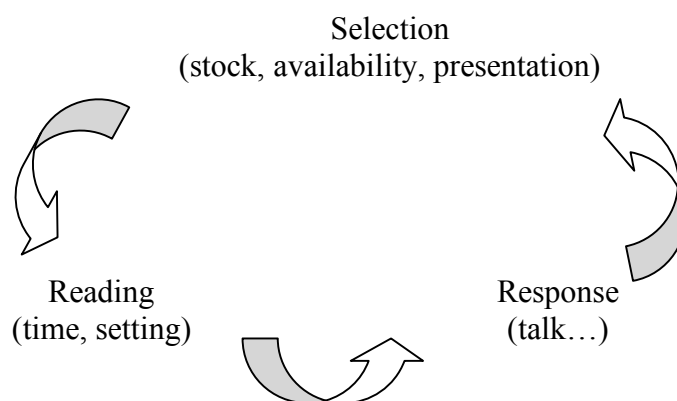 Selection
(stock, availability, presentation)
Reading
(time, setting)
Response
(talk…)